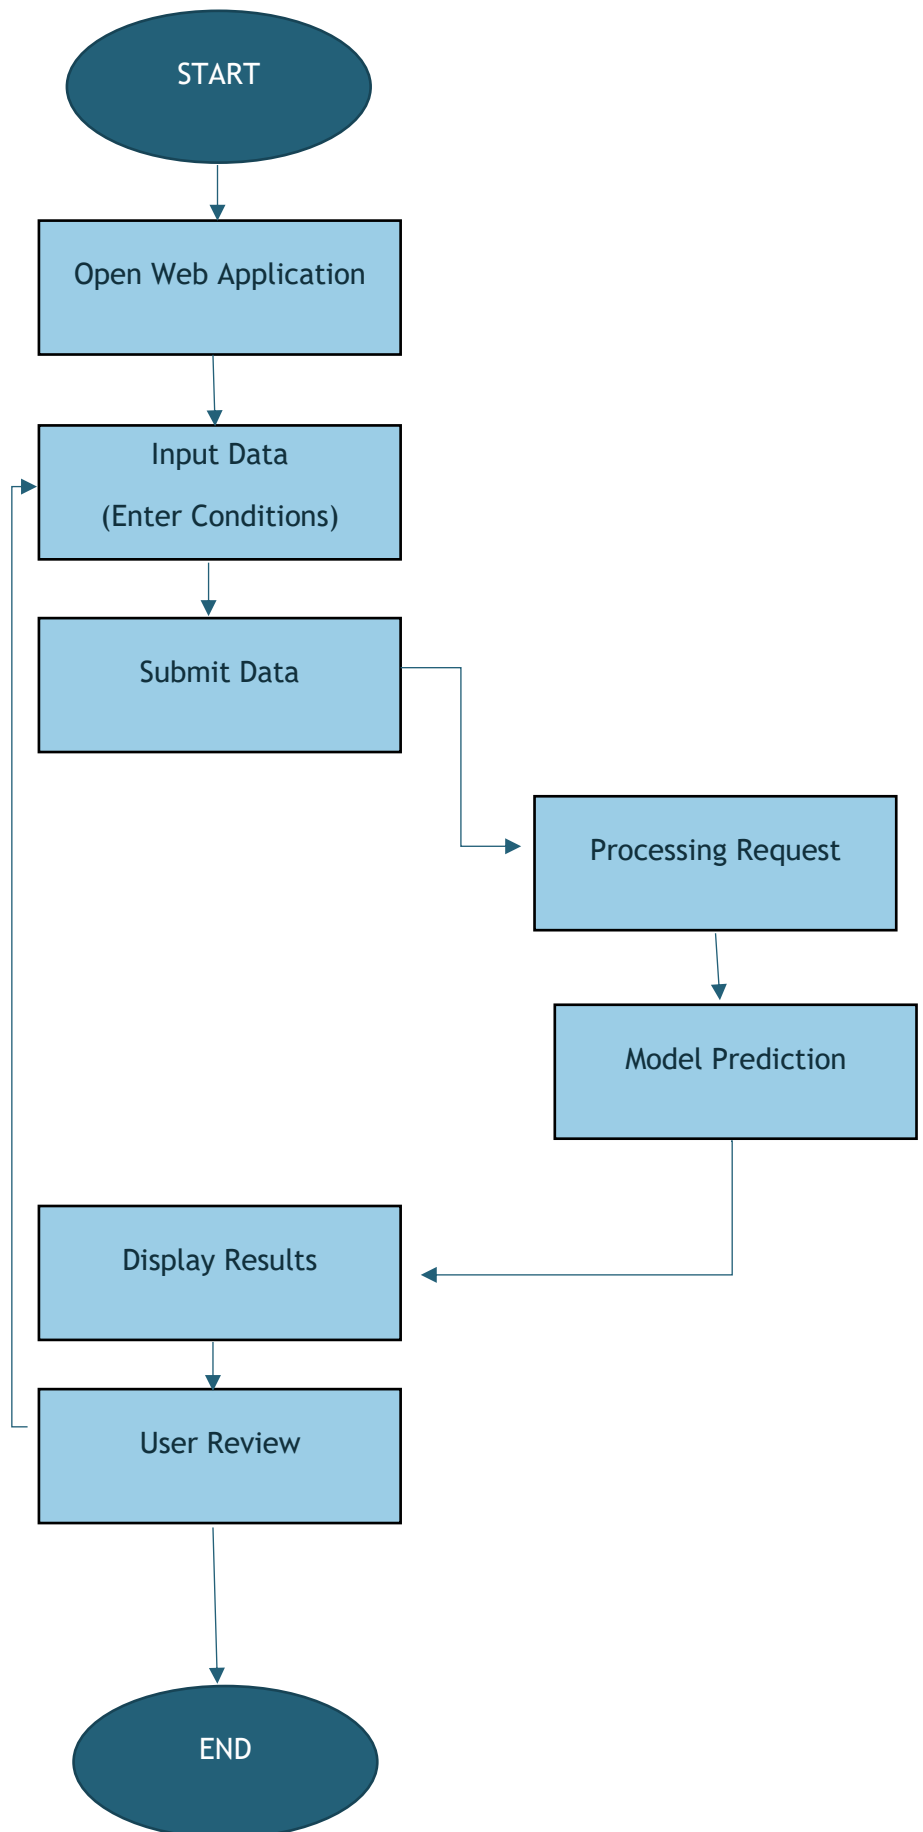 START
Open Web Application
Input Data
(Enter Conditions)
Submit Data
Processing Request
Model Prediction
Display Results
User Review
END